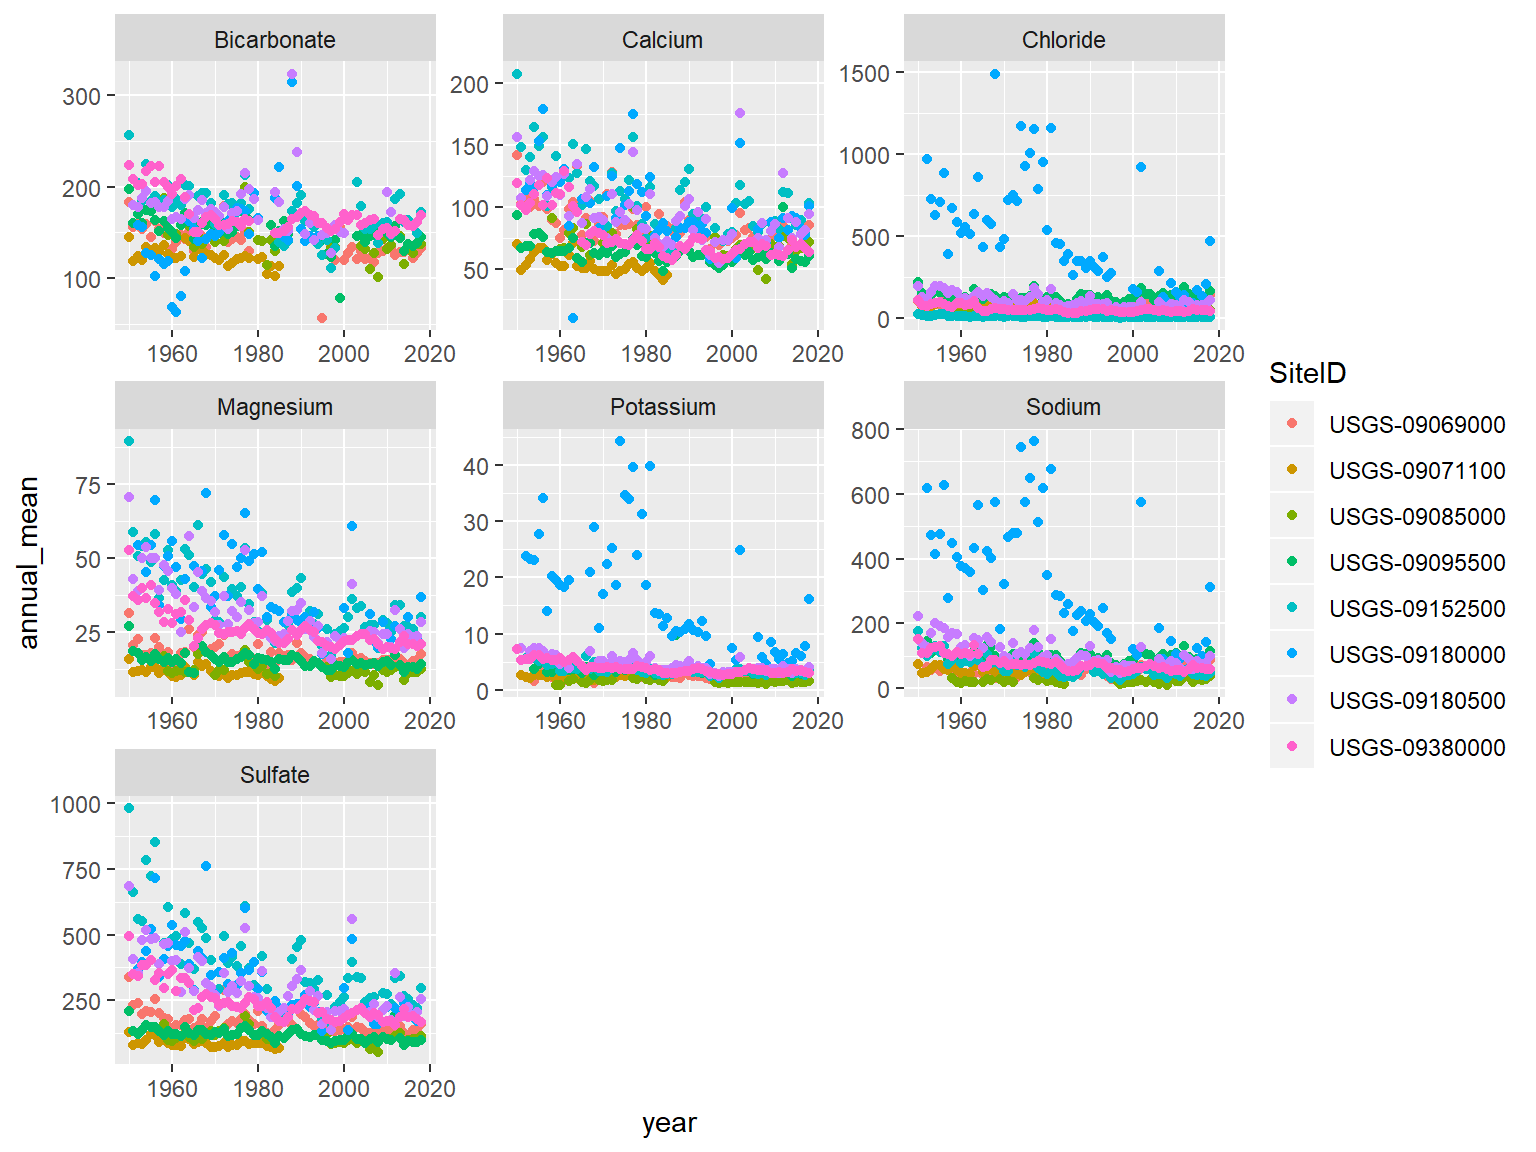 Bicarbonate Calcium Chloride
300
200
100
200
150
100
50
1500
1000
500
0
1960 1980 2000 2020 1960 1980 2000 2020 1960 1980 2000 2020
Magnesium Potassium Sodium
75
50
25
40
30
20
10
0
800
600
400
200
0
1960 1980 2000 2020 1960 1980 2000 2020 1960 1980 2000 2020
Sulfate
1000
750
500
250
1960 1980 2000 2020
annual_mean
year
SiteID
USGS-09069000
USGS-09071100
USGS-09085000
USGS-09095500
USGS-09152500
USGS-09180000
USGS-09180500
USGS-09380000